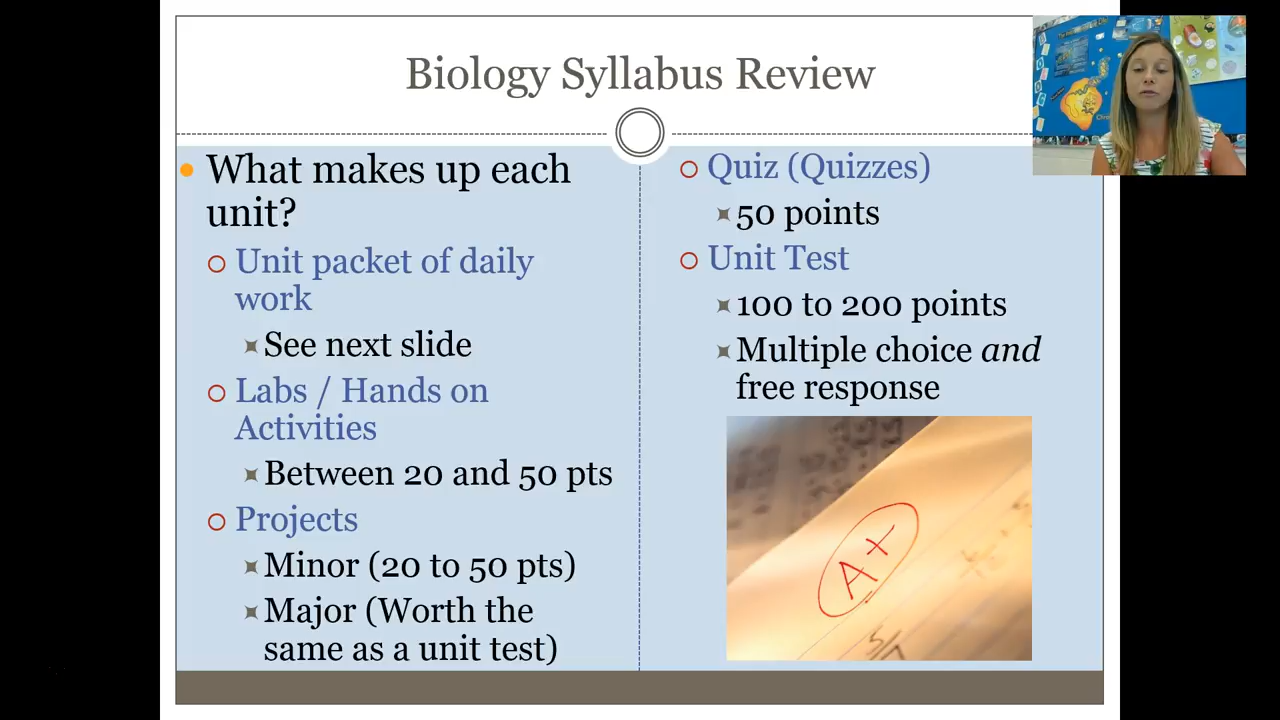 Biology Syllabus Review
What makes up each
unit?
Unit packet of daily
work
See next slide
Labs / Hands on
Activities
Between 20 and 50 pts
Projects
Minor (20 to 50 pts)
Major (Worth the
same as a unit test)
Quiz (Quizzes)
50 points
Unit Test
100 to 200 points
Multiple choice and
free response
A+